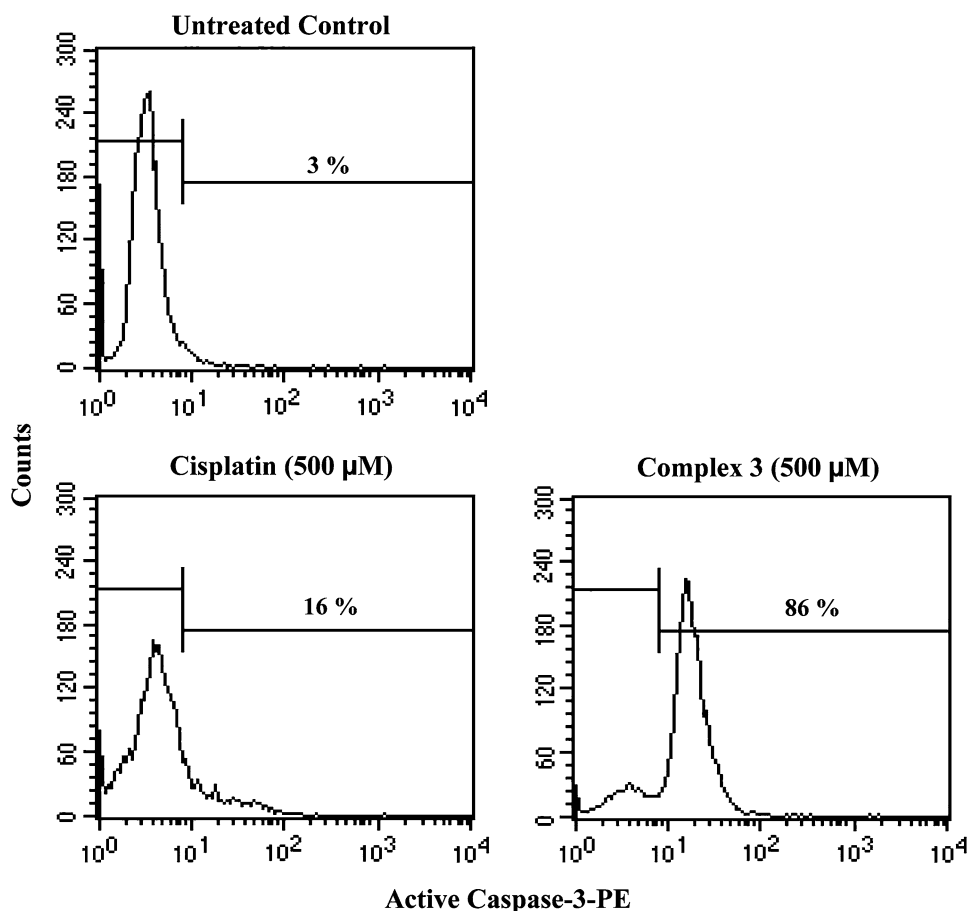 Untreated Control
300
240
180
120
60
0
3 %
10^0 10^1 10^2 10^3 10^4
Counts
Cisplatin (500 µM)
300
240
180
120
60
0
16 %
10^0 10^1 10^2 10^3 10^4
Complex 3 (500 µM)
300
240
180
120
60
0
86 %
10^0 10^1 10^2 10^3 10^4
Active Caspase-3-PE